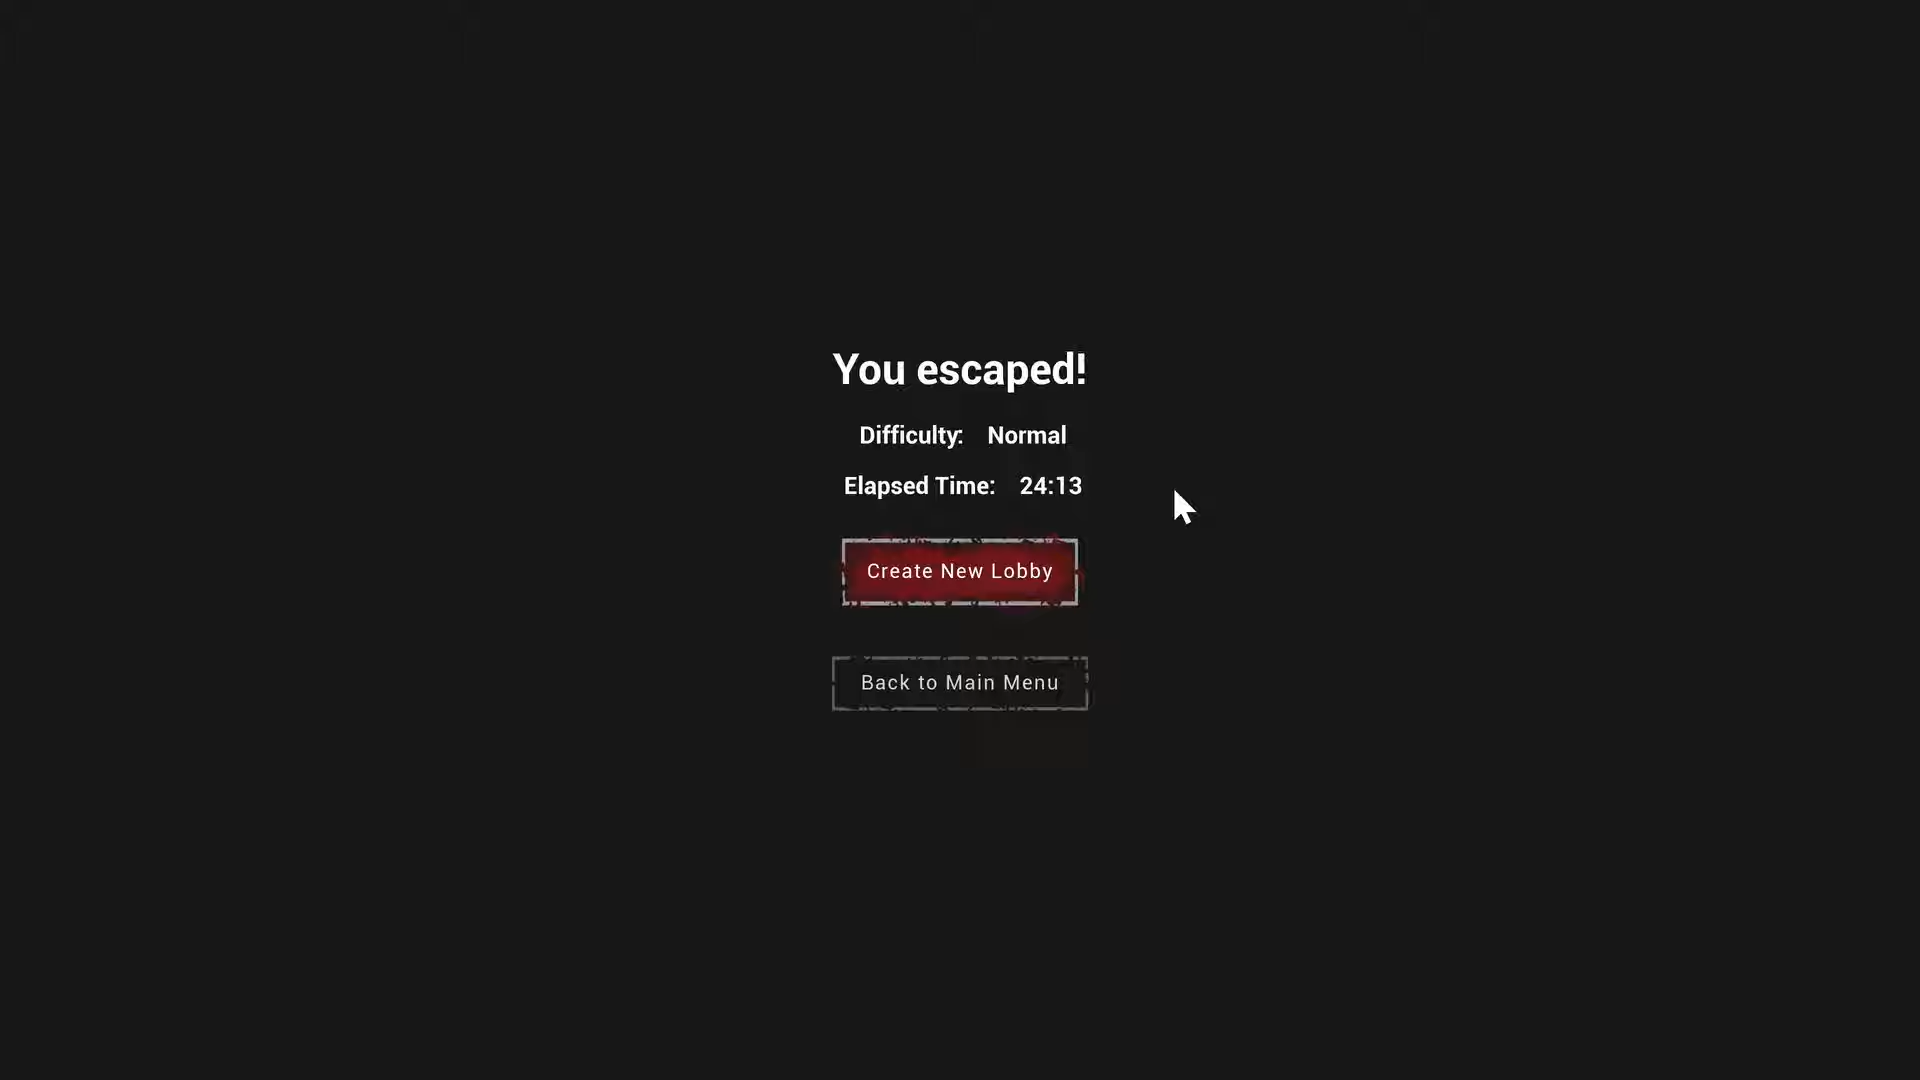 You escaped!
Difficulty: Normal
Elapsed Time: 24:13
Create New Lobby
Back to Main Menu